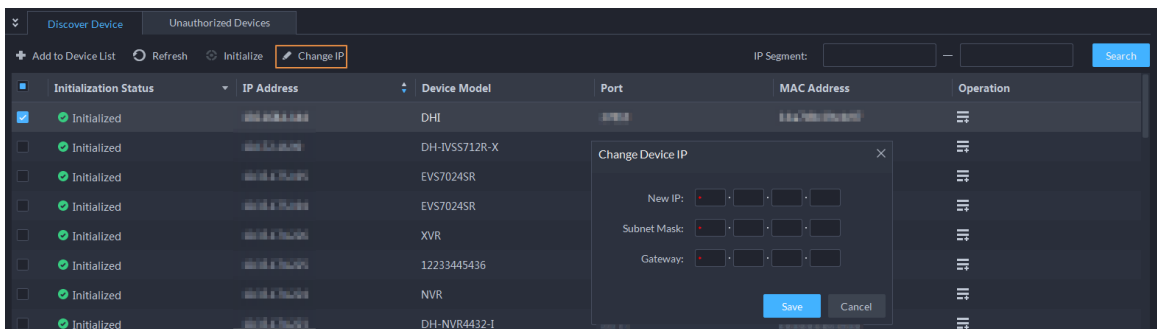 Discover Device Unauthorized Devices
Add to Device List Refresh Initialize Change IP IP Segment: — Search
Initialization Status IP Address Device Model Port MAC Address Operation
Initialized DHI
Initialized DH-IVSS712R-X
Initialized EVS7024SR
Initialized EVS7024SR
Initialized XVR
Initialized 12233445436
Initialized NVR
Initialized DH-NVR4432-I
Change Device IP
New IP:
Subnet Mask:
Gateway:
Save Cancel